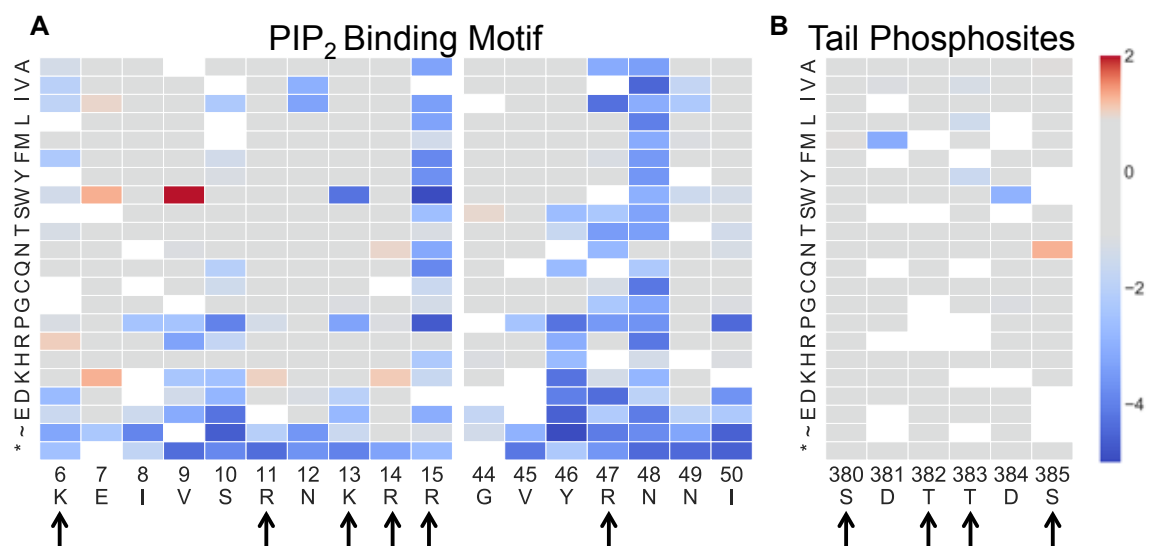 A
PIP2 Binding Motif
B
Tail Phosphosites
* ~ E D K H R P G C Q N T S W Y F M L I V A
* ~ E D K H R P G C Q N T S W Y F M L I V A
2
0
−2
−4
6 7 8 9 10 11 12 13 14 15 44 45 46 47 48 49 50
K E I V S R N K R R G V Y R N N I
380 381 382 383 384 385
S D T T D S